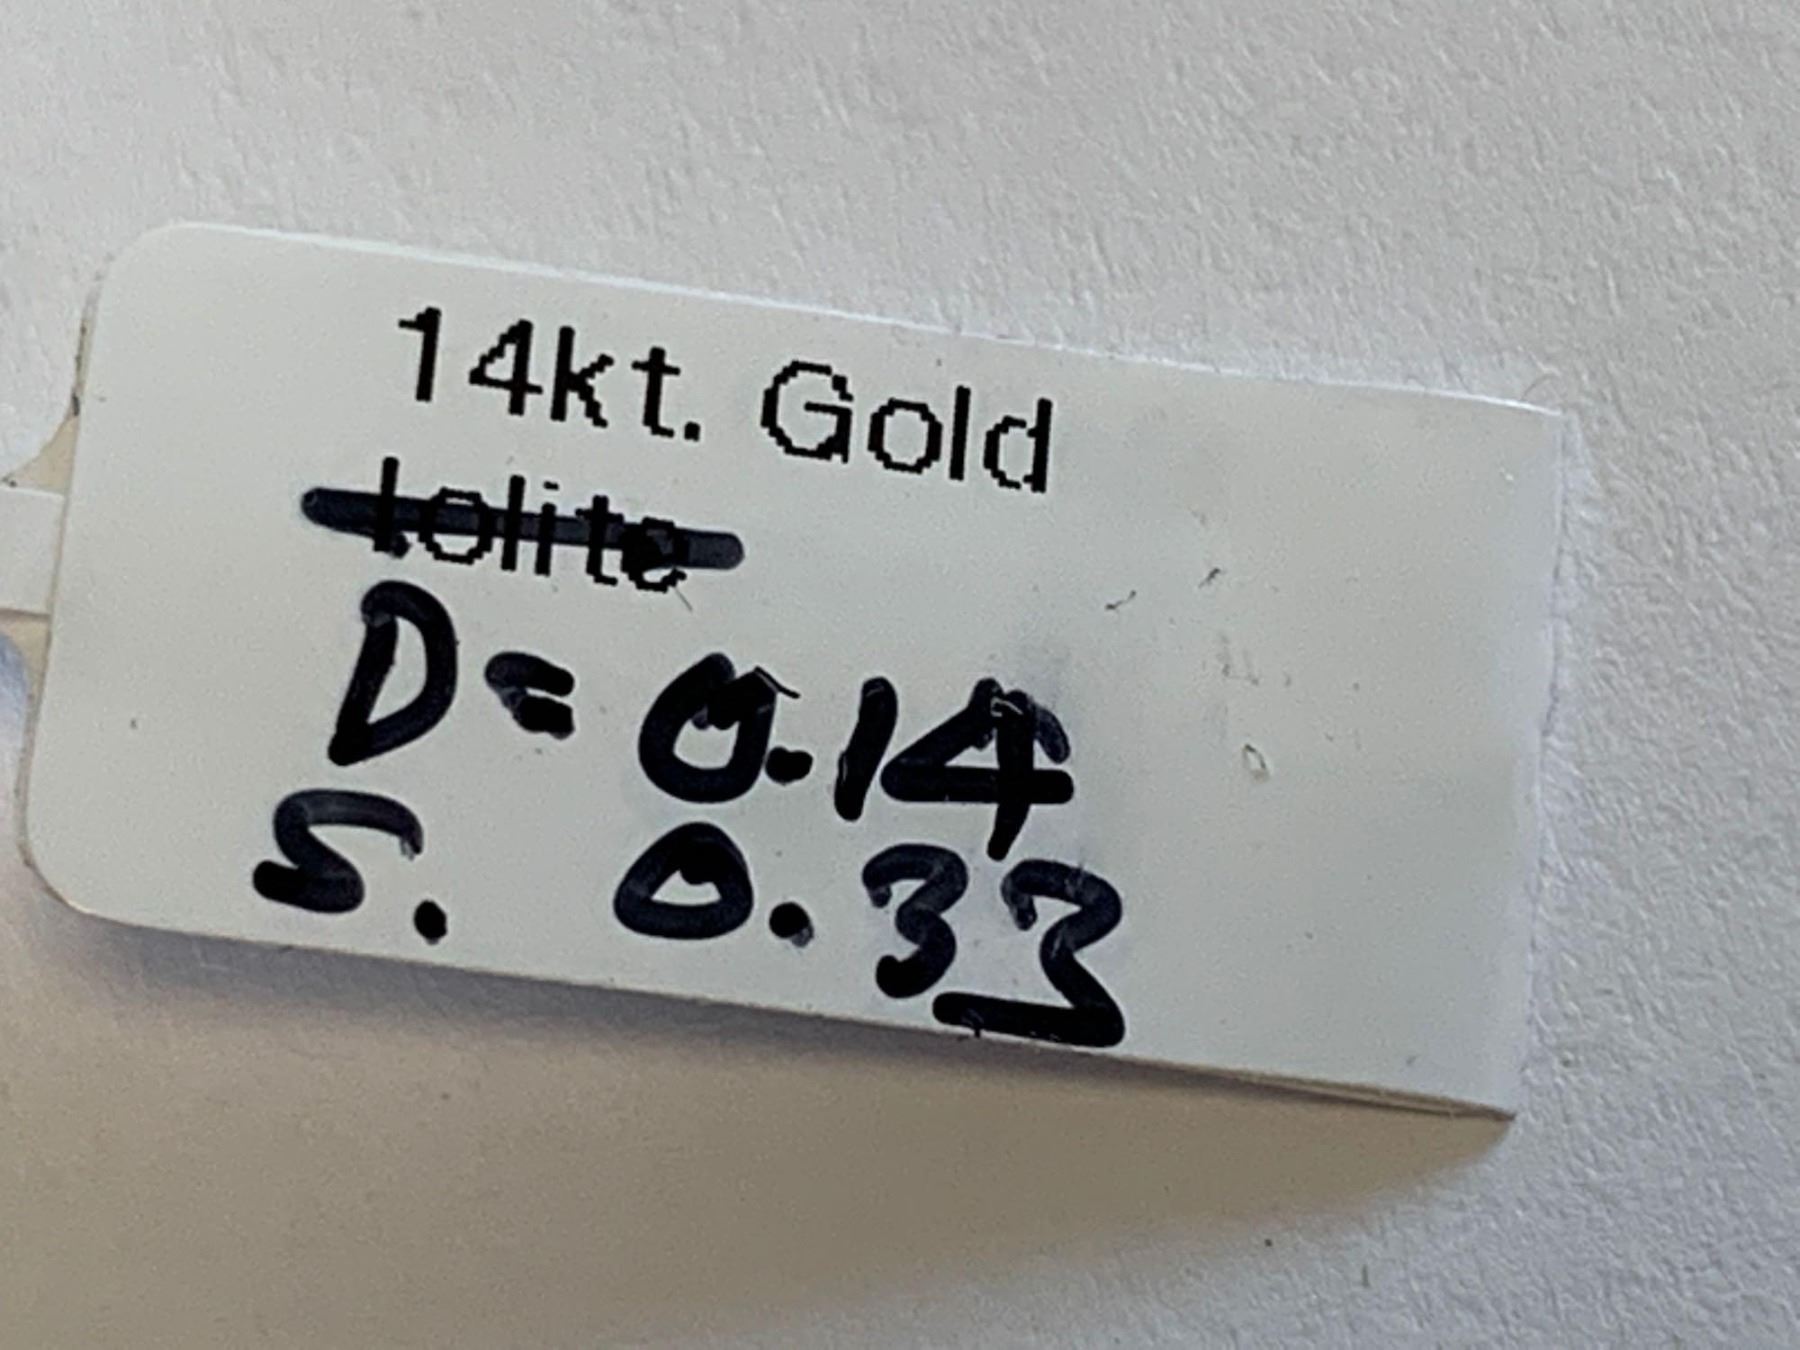 14kt. Gold
Iolite
D = 0.14
S. 0.33